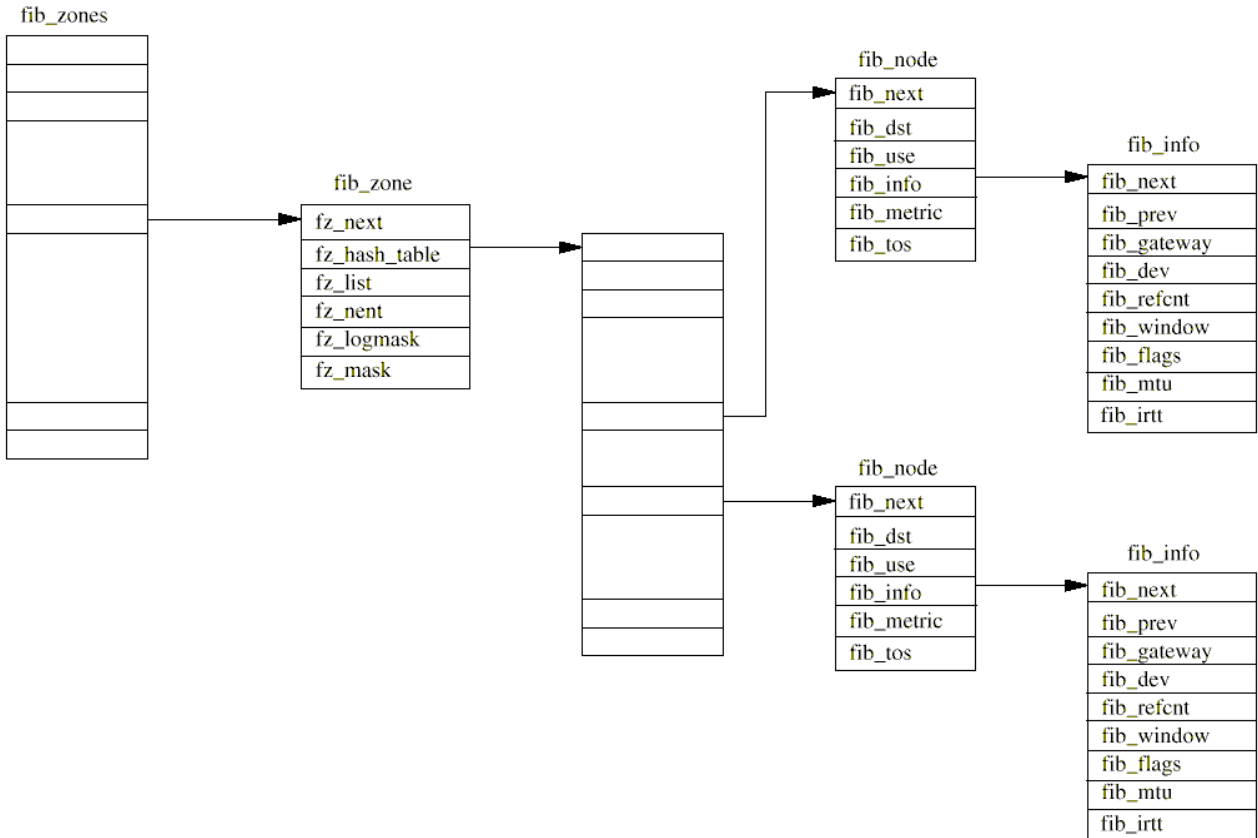 fib_zones
fib_zone
fz_next
fz_hash_table
fz_list
fz_nent
fz_logmask
fz_mask
fib_node
fib_next
fib_dst
fib_use
fib_info
fib_metric
fib_tos
fib_info
fib_next
fib_prev
fib_gateway
fib_dev
fib_refcnt
fib_window
fib_flags
fib_mtu
fib_irtt
fib_node
fib_next
fib_dst
fib_use
fib_info
fib_metric
fib_tos
fib_info
fib_next
fib_prev
fib_gateway
fib_dev
fib_refcnt
fib_window
fib_flags
fib_mtu
fib_irtt